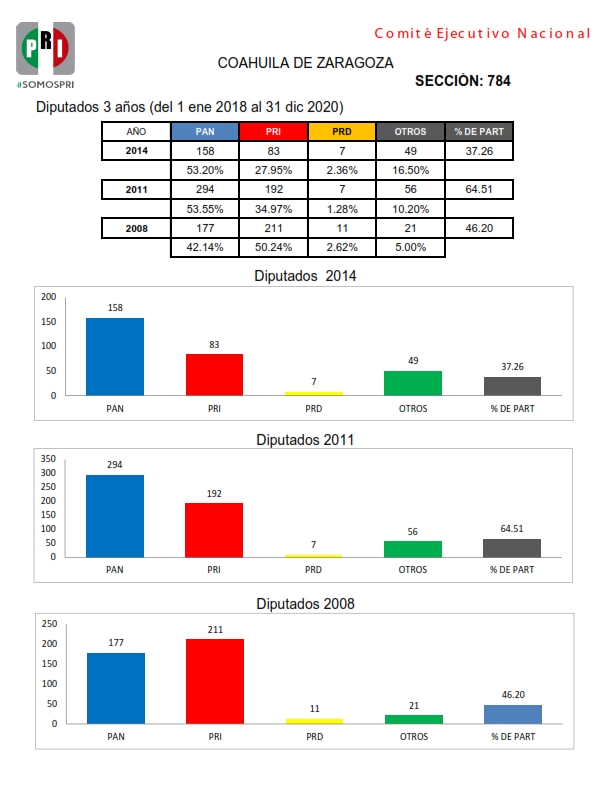 PRI
#SOMOSPRI
Comité Ejecutivo Nacional
COAHUILA DE ZARAGOZA
SECCIÓN: 784
Diputados 3 años (del 1 ene 2018 al 31 dic 2020)
AÑO PAN PRI PRD OTROS % DE PART
2014 158 83 7 49 37.26
53.20% 27.95% 2.36% 16.50%
2011 294 192 7 56 64.51
53.55% 34.97% 1.28% 10.20%
2008 177 211 11 21 46.20
42.14% 50.24% 2.62% 5.00%
Diputados 2014
200
150
100
50
0
158
83
7
49
37.26
PAN PRI PRD OTROS % DE PART
Diputados 2011
350
300
250
200
150
100
50
0
294
192
7
56
64.51
PAN PRI PRD OTROS % DE PART
Diputados 2008
250
200
150
100
50
0
177
211
11
21
46.20
PAN PRI PRD OTROS % DE PART